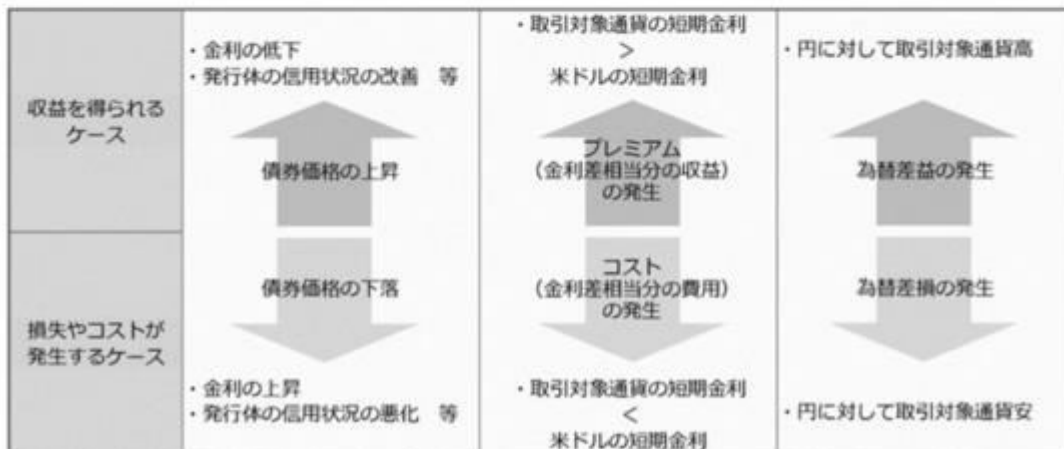 収益を得られる
ケース
・金利の低下
・発行体の信用状況の改善　等
債券価格の上昇
・取引対象通貨の短期金利
＞
米ドルの短期金利
プレミアム
（金利差相当分の収益）
の発生
・円に対して取引対象通貨高
為替差益の発生
損失やコストが
発生するケース
債券価格の下落
・金利の上昇
・発行体の信用状況の悪化　等
コスト
（金利差相当分の費用）
の発生
・取引対象通貨の短期金利
＜
米ドルの短期金利
為替差損の発生
・円に対して取引対象通貨安